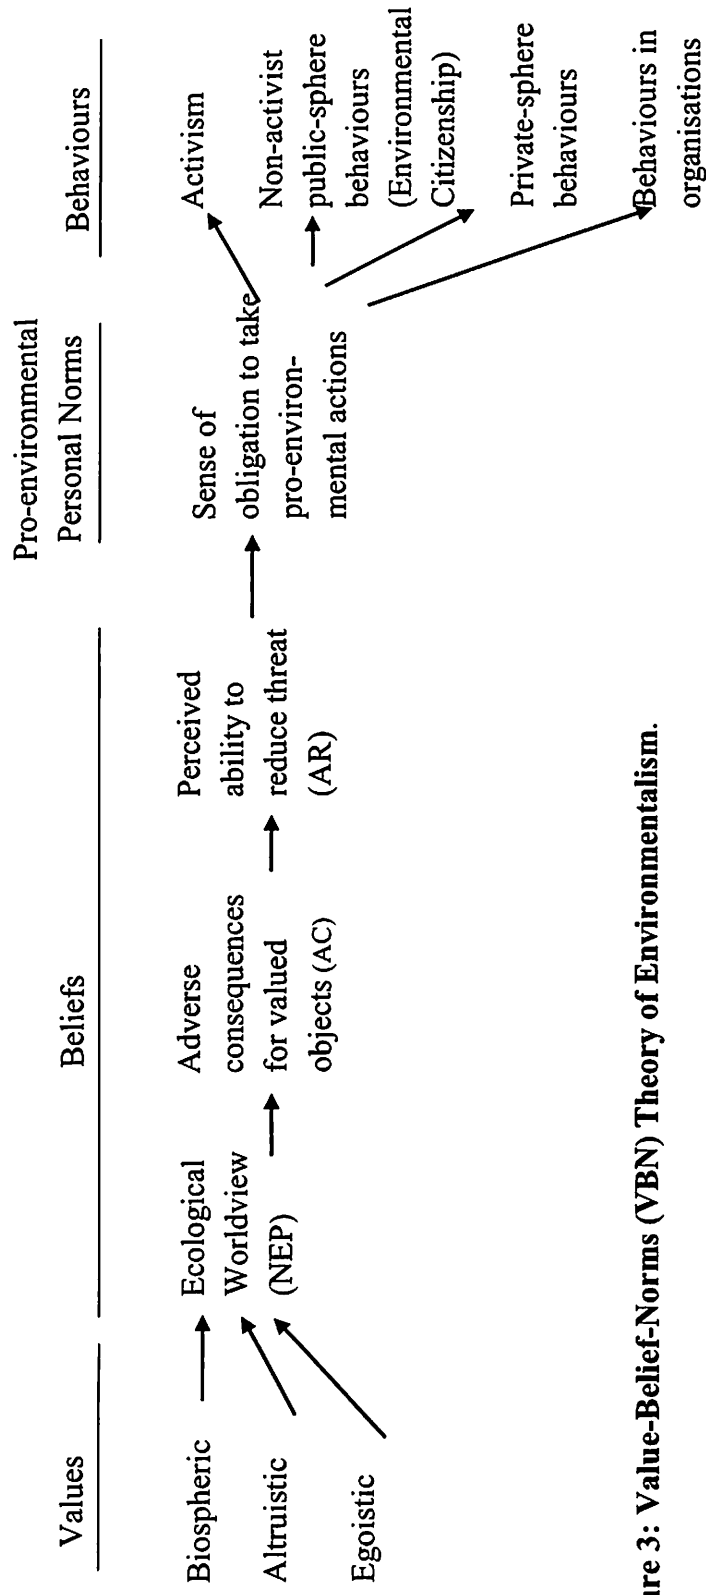 Values
Beliefs
Pro-environmental
Personal Norms
Behaviours
Biospheric
Altruistic
Egoistic
Ecological
Worldview
(NEP)
Adverse
consequences
for valued
objects (AC)
Perceived
ability to
reduce threat
(AR)
Sense of
obligation to take
pro-environ-
mental actions
Activism
Non-activist
public-sphere
behaviours
(Environmental
Citizenship)
Private-sphere
behaviours
Behaviours in
organisations
ure 3: Value-Belief-Norms (VBN) Theory of Environmentalism.